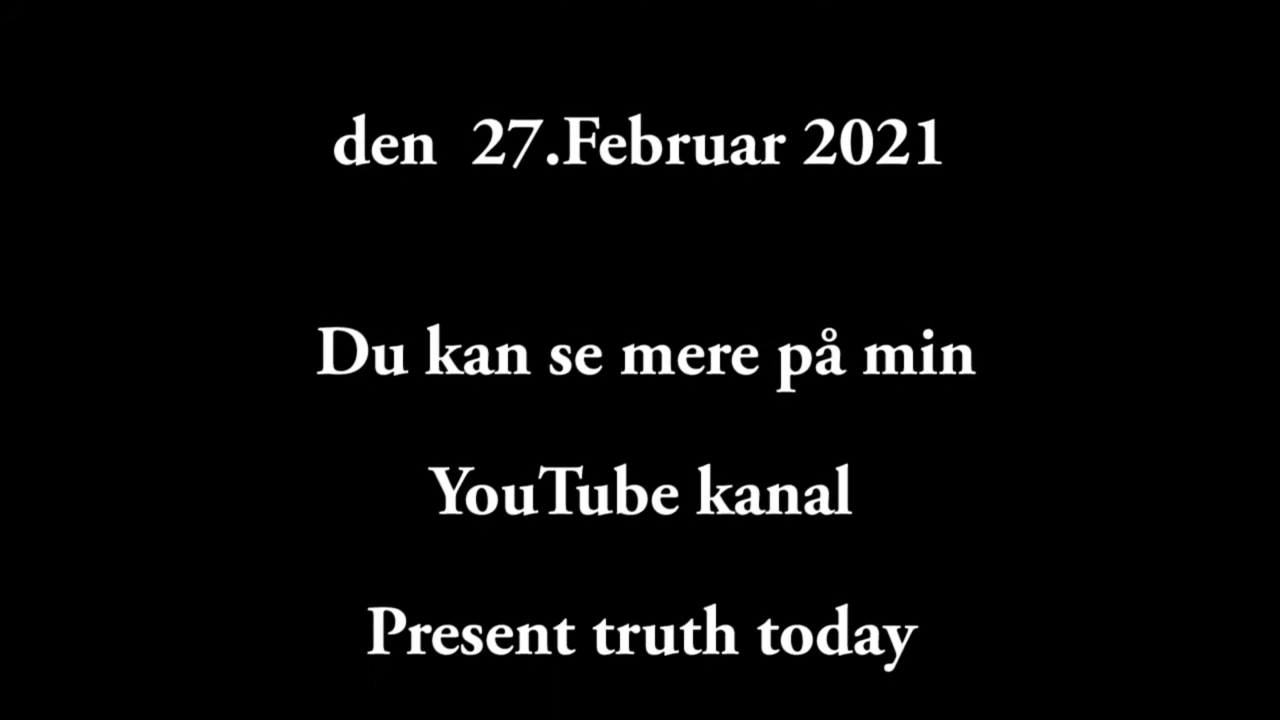 den  27.Februar 2021
Du kan se mere på min
YouTube kanal
Present truth today